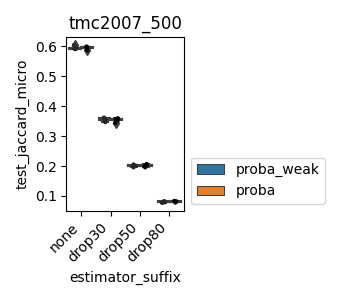 tmc2007_500
test_jaccard_micro
0.6
0.5
0.4
0.3
0.2
0.1
none
drop30
drop50
drop80
estimator_suffix
proba_weak
proba